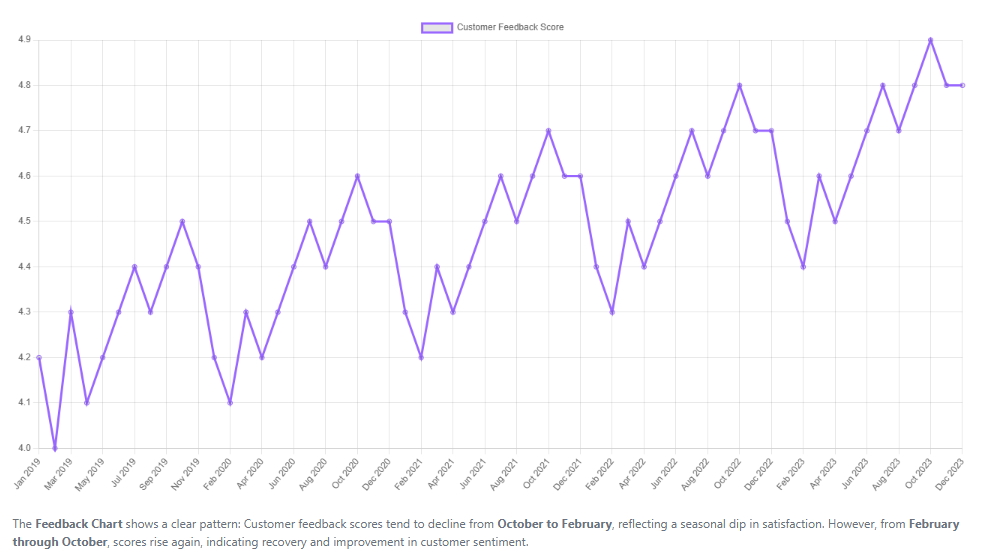 Customer Feedback Score
4.9
4.8
4.7
4.6
4.5
4.4
4.3
4.2
4.1
4.0
Jan 2019
Mar 2019
May 2019
Jul 2019
Sep 2019
Nov 2019
Feb 2020
Apr 2020
Jun 2020
Aug 2020
Oct 2020
Dec 2020
Feb 2021
Apr 2021
Jun 2021
Aug 2021
Oct 2021
Dec 2021
Feb 2022
Apr 2022
Jun 2022
Aug 2022
Oct 2022
Dec 2022
Feb 2023
Apr 2023
Jun 2023
Aug 2023
Oct 2023
Dec 2023
The Feedback Chart shows a clear pattern: Customer feedback scores tend to decline from October to February, reflecting a seasonal dip in satisfaction. However, from February
through October, scores rise again, indicating recovery and improvement in customer sentiment.